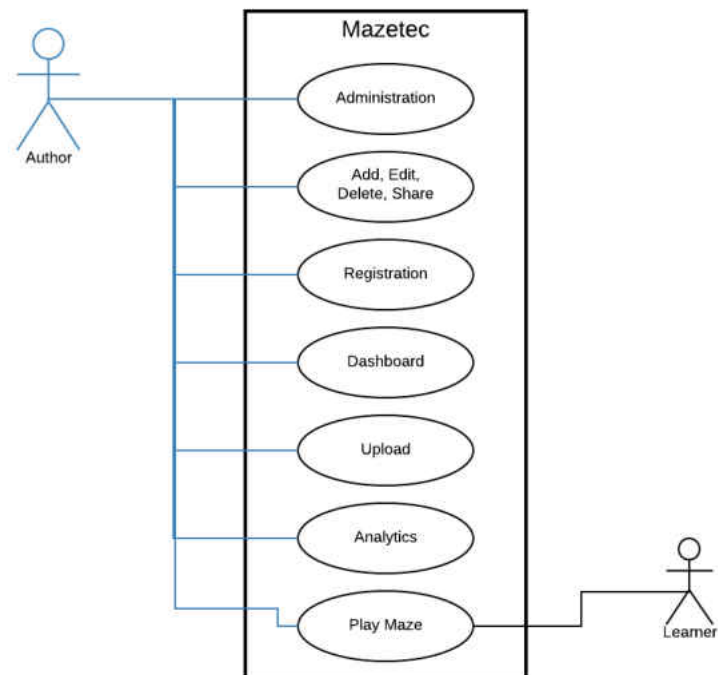 Mazetec
Administration
Author
Add, Edit,
Delete, Share
Registration
Dashboard
Upload
Analytics
Play Maze
Learner